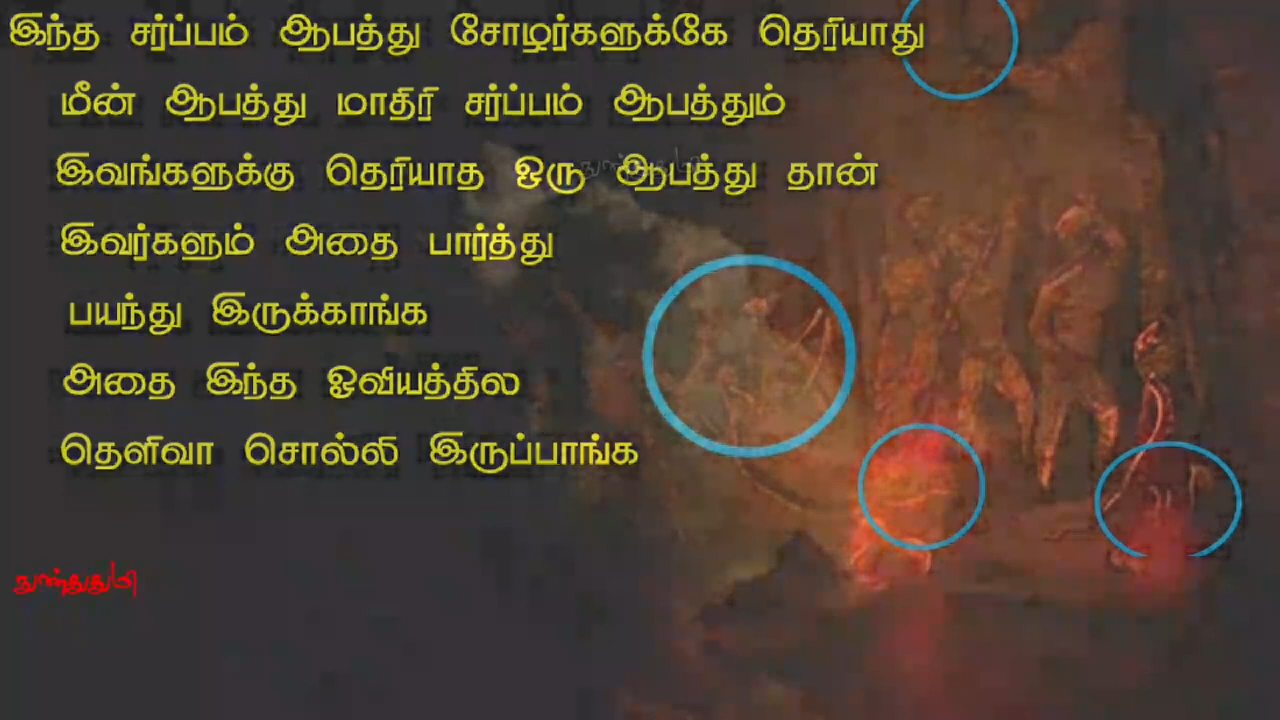 இந்த சர்ப்பம் ஆபத்து சோழர்களுக்கே தெரியாது
மீன் ஆபத்து மாதிரி சர்ப்பம் ஆபத்தும்
இவங்களுக்கு தெரியாத ஒரு ஆபத்து தான்
இவர்களும் அதை பார்த்து
பயந்து இருக்காங்க
அதை இந்த ஓவியத்தில
தெளிவா சொல்லி இருப்பாங்க